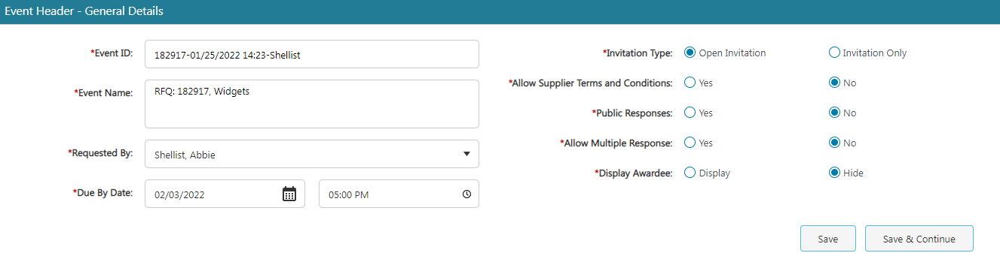 Event Header - General Details
*Event ID: 182917-01/25/2022 14:23-Shellist
*Event Name: RFQ: 182917, Widgets
*Requested By: Shellist, Abbie
*Due By Date: 02/03/2022 05:00 PM
*Invitation Type: Open Invitation Invitation Only
*Allow Supplier Terms and Conditions: Yes No
*Public Responses: Yes No
*Allow Multiple Response: Yes No
*Display Awardee: Display Hide
Save Save & Continue